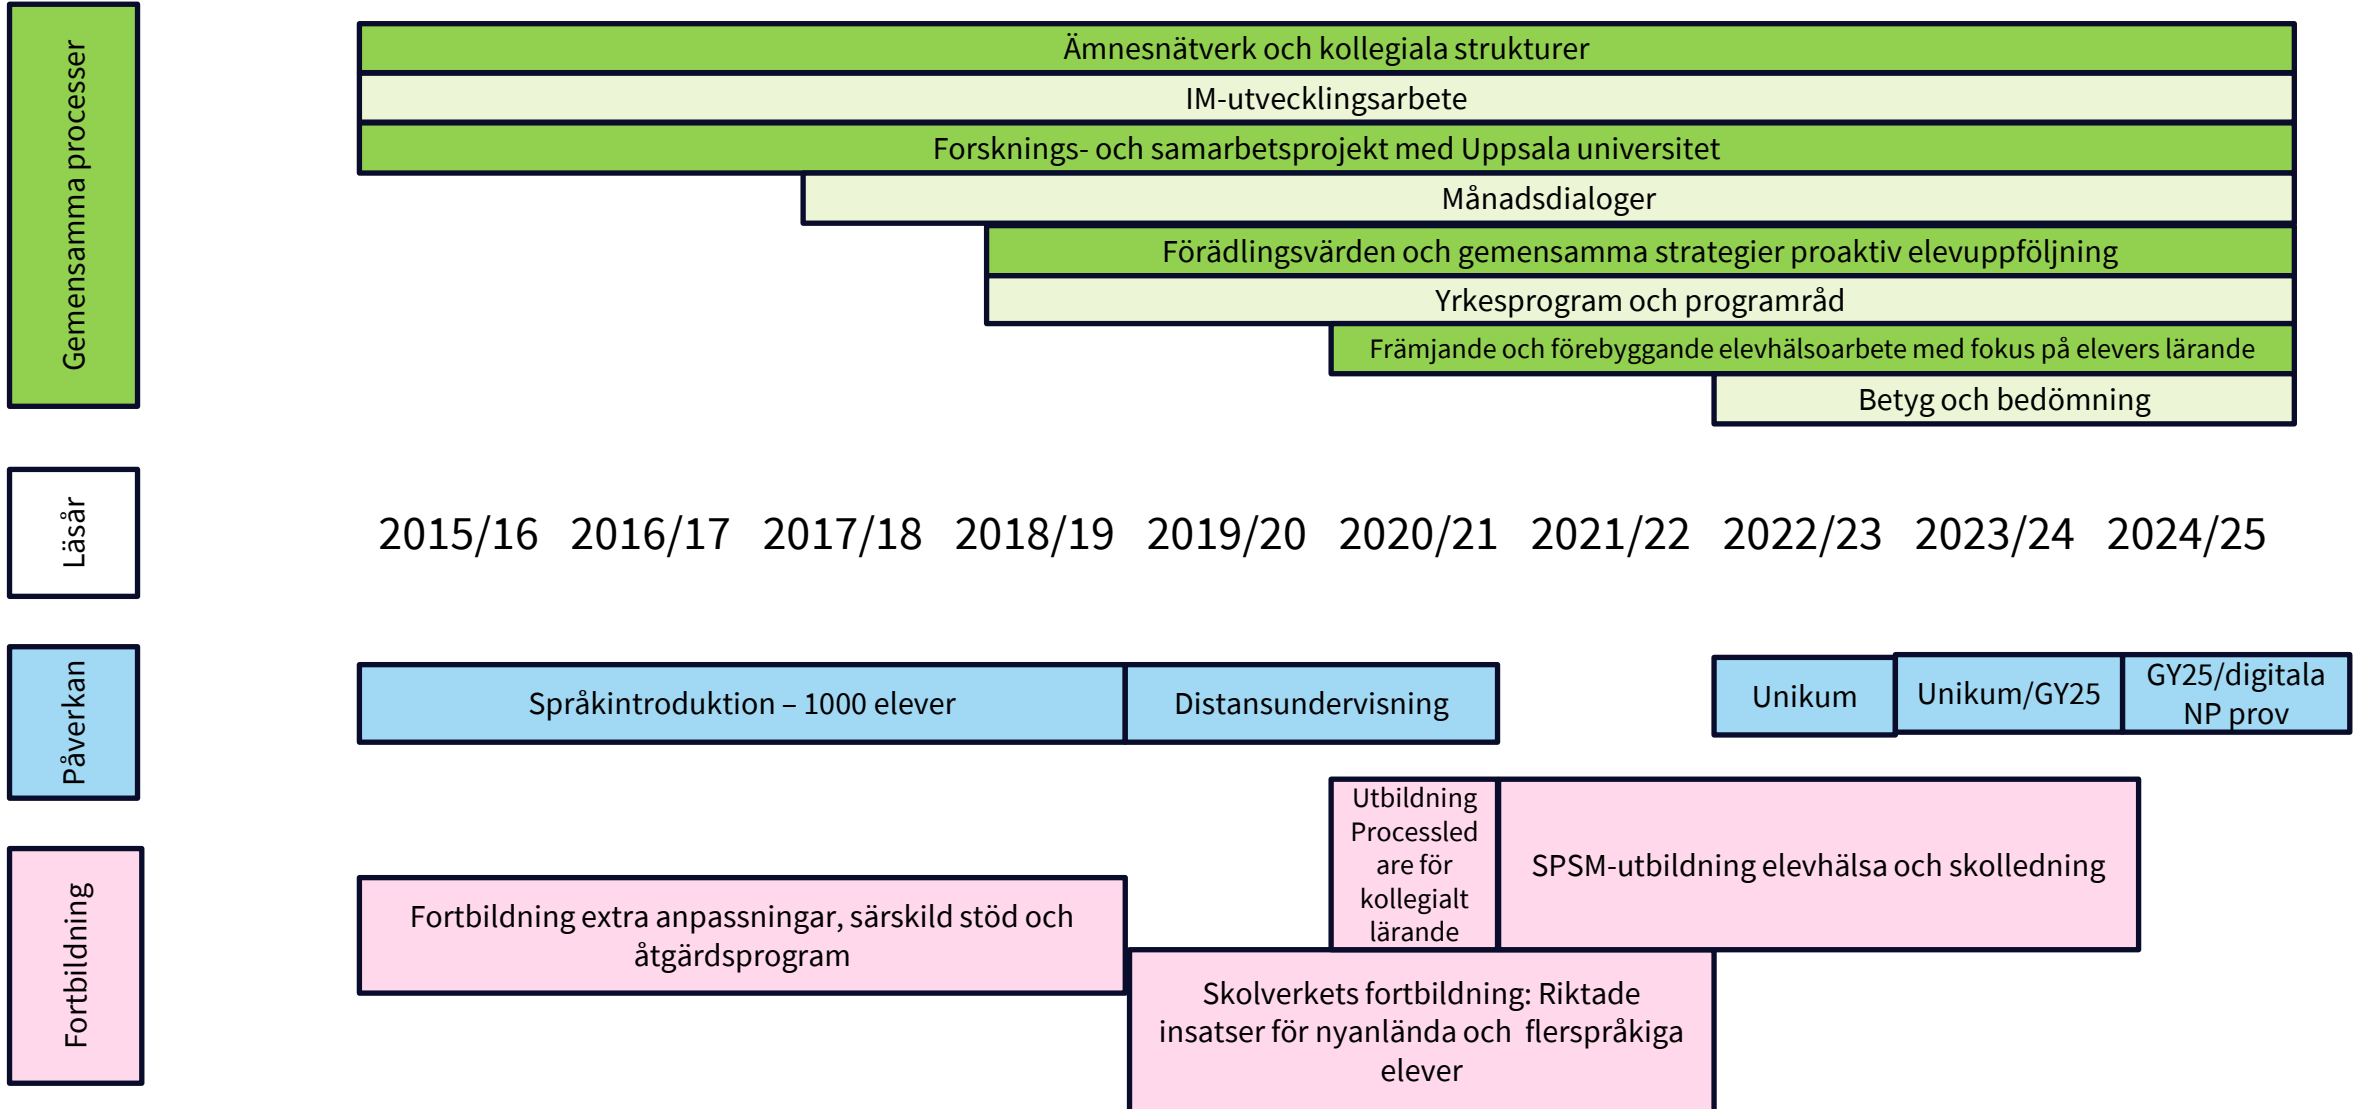 Gemensamma processer
Ämnesnätverk och kollegiala strukturer
IM-utvecklingsarbete
Forsknings- och samarbetsprojekt med Uppsala universitet
Månadsdialoger
Förädlingsvärden och gemensamma strategier proaktiv elevuppföljning
Yrkesprogram och programråd
Främjande och förebyggande elevhälsoarbete med fokus på elevers lärande
Betyg och bedömning
Läsår
2015/16 2016/17 2017/18 2018/19 2019/20 2020/21 2021/22 2022/23 2023/24 2024/25
Påverkan
Språkintroduktion – 1000 elever
Distansundervisning
Unikum
Unikum/GY25
GY25/digitala
NP prov
Fortbildning
Fortbildning extra anpassningar, särskild stöd och
åtgärdsprogram
Utbildning
Processled
are för
kollegialt
lärande
SPSM-utbildning elevhälsa och skolledning
Skolverkets fortbildning: Riktade
insatser för nyanlända och flerspråkiga
elever